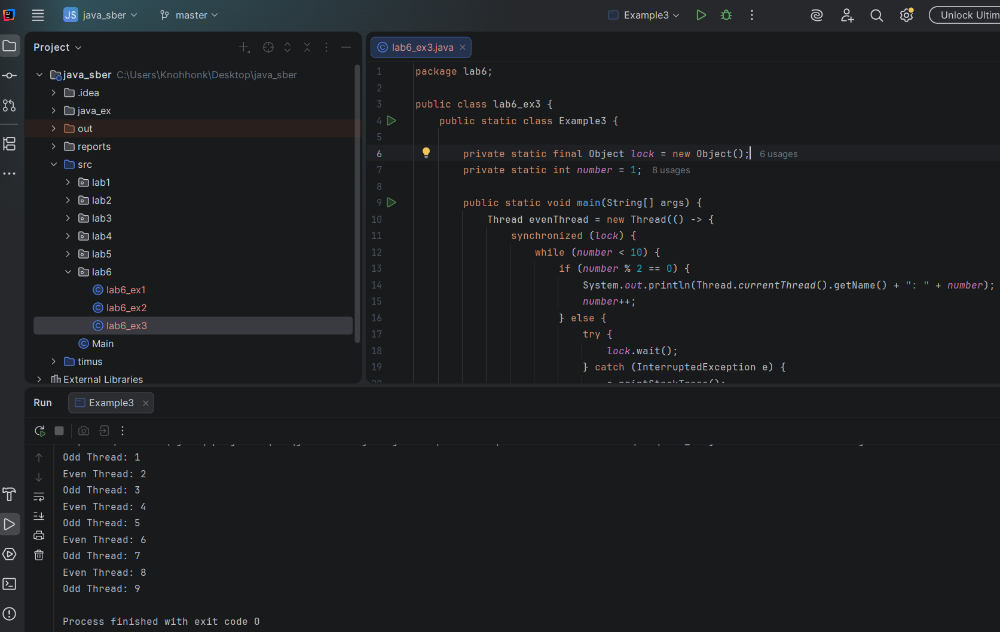 JS java_sber master Example3 Unlock Ultim
Project
java_sber C:\Users\Knohhonk\Desktop\java_sber
.idea
java_ex
out
reports
src
lab1
lab2
lab3
lab4
lab5
lab6
lab6_ex1
lab6_ex2
lab6_ex3
Main
timus
External Libraries
lab6_ex3.java
1 package lab6;
2
3 public class lab6_ex3 {
4 public static class Example3 {
5
6 private static final Object lock = new Object(); 6 usages
7 private static int number = 1; 8 usages
8
9 public static void main(String[] args) {
10 Thread evenThread = new Thread(() -> {
11 synchronized (lock) {
12 while (number < 10) {
13 if (number % 2 == 0) {
14 System.out.println(Thread.currentThread().getName() + ": " + number);
15 number++;
16 } else {
17 try {
18 lock.wait();
19 } catch (InterruptedException e) {
20 e.printStackTrace();
Run Example3
Odd Thread: 1
Even Thread: 2
Odd Thread: 3
Even Thread: 4
Odd Thread: 5
Even Thread: 6
Odd Thread: 7
Even Thread: 8
Odd Thread: 9
Process finished with exit code 0